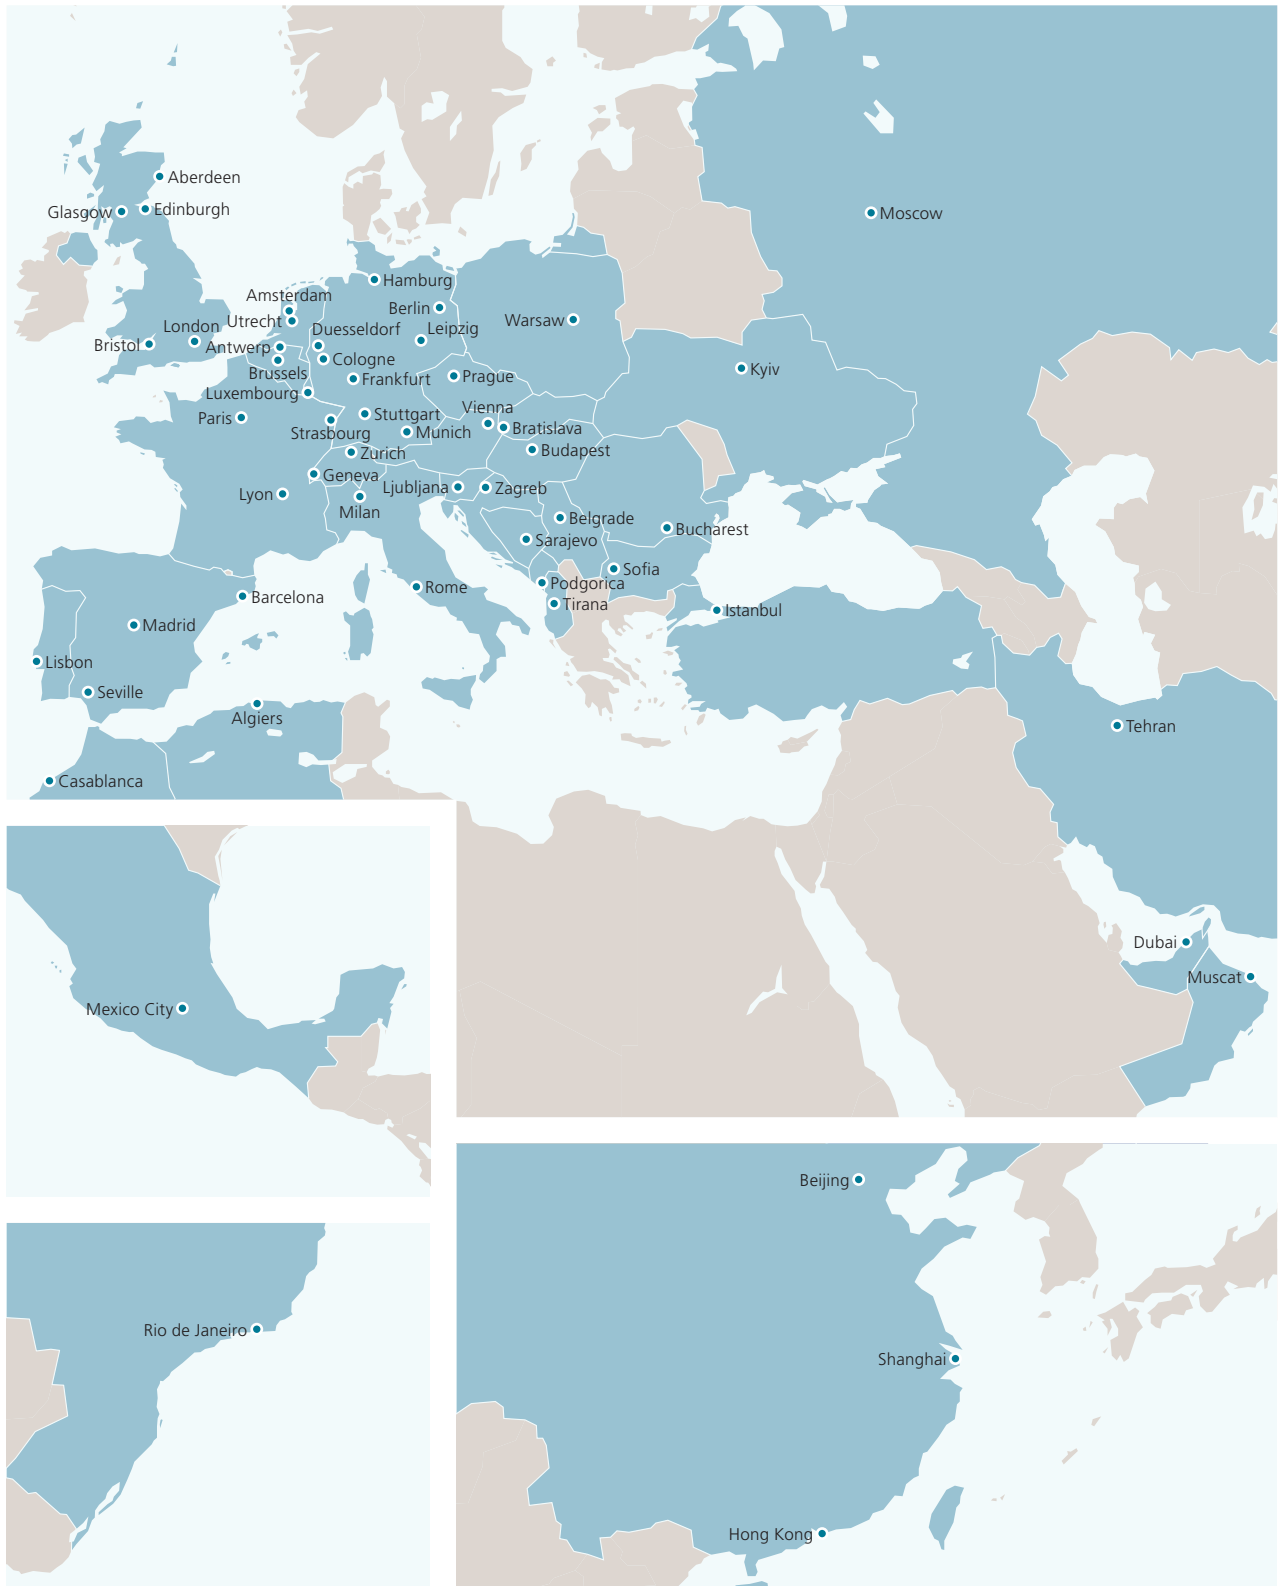 Aberdeen
Glasgow
Edinburgh
Moscow
Hamburg
Amsterdam
Berlin
Utrecht
Warsaw
London
Duesseldorf
Leipzig
Bristol
Antwerp
Cologne
Brussels
Kyiv
Frankfurt
Prague
Luxembourg
Vienna
Paris
Stuttgart
Bratislava
Strasbourg
Munich
Budapest
Zurich
Geneva
Ljubljana
Zagreb
Lyon
Milan
Belgrade
Bucharest
Sarajevo
Sofia
Podgorica
Rome
Barcelona
Tirana
Istanbul
Madrid
Lisbon
Seville
Algiers
Tehran
Casablanca
Dubai
Muscat
Mexico City
Beijing
Rio de Janeiro
Shanghai
Hong Kong